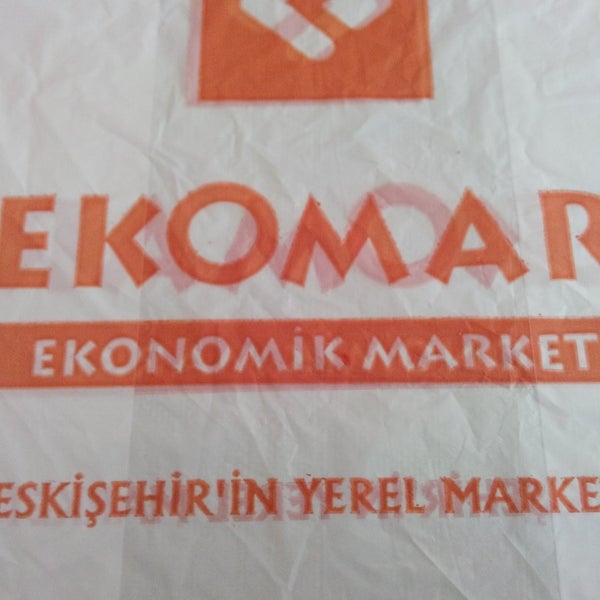 EKOMAR
EKONOMİK MARKET
ESKİŞEHİR'İN YEREL MARKE